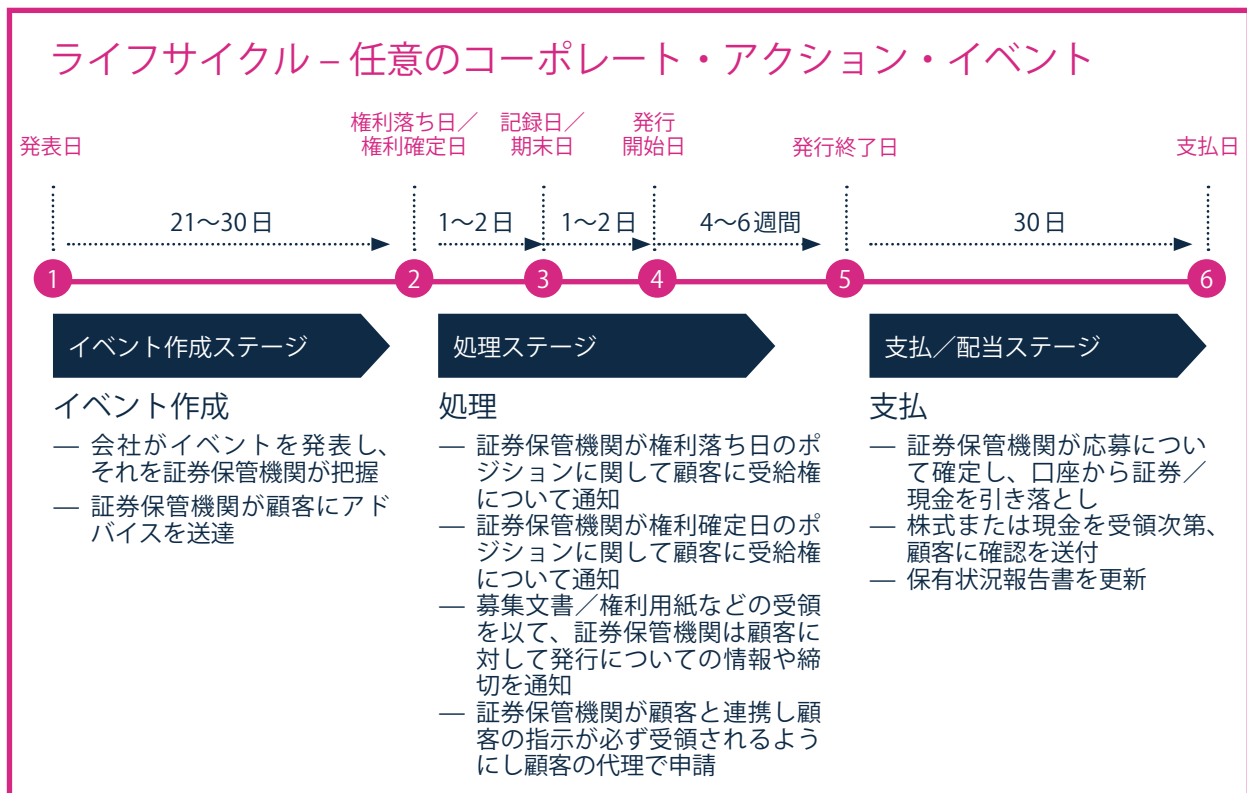 ライフサイクル – 任意のコーポレート・アクション・イベント
発表日
権利落ち日／
権利確定日
記録日／
期末日
発行
開始日
発行終了日
支払日
21〜30日
1〜2日
1〜2日
4〜6週間
30日
1
2
3
4
5
6
イベント作成ステージ
処理ステージ
支払／配当ステージ
イベント作成
— 会社がイベントを発表し、
それを証券保管機関が把握
— 証券保管機関が顧客にアド
バイスを送達
処理
— 証券保管機関が権利落ち日のポ
ジションに関して顧客に受給権
について通知
— 証券保管機関が権利確定日のポ
ジションに関して顧客に受給権
について通知
— 募集文書／権利用紙などの受領
を以て、証券保管機関は顧客に
対して発行についての情報や締
切を通知
— 証券保管機関が顧客と連携し顧
客の指示が必ず受領されるよう
にし顧客の代理で申請
支払
— 証券保管機関が応募につい
て確定し、口座から証券／
現金を引き落とし
— 株式または現金を受領次第、
顧客に確認を送付
— 保有状況報告書を更新